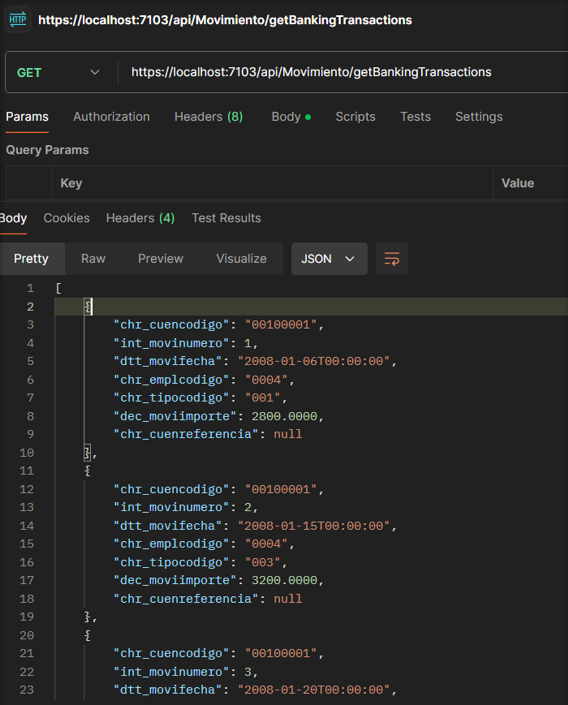 HTTP https://localhost:7103/api/Movimiento/getBankingTransactions
GET https://localhost:7103/api/Movimiento/getBankingTransactions
Params Authorization Headers (8) Body Scripts Tests Settings
Query Params
Key Value
Body Cookies Headers (4) Test Results
Pretty Raw Preview Visualize JSON
1 [
2 {
3 "chr_cuencodigo": "00100001",
4 "int_movinumero": 1,
5 "dtt_movifecha": "2008-01-06T00:00:00",
6 "chr_emplcodigo": "0004",
7 "chr_tipocodigo": "001",
8 "dec_moviimporte": 2800.0000,
9 "chr_cuenreferencia": null
10 },
11 {
12 "chr_cuencodigo": "00100001",
13 "int_movinumero": 2,
14 "dtt_movifecha": "2008-01-15T00:00:00",
15 "chr_emplcodigo": "0004",
16 "chr_tipocodigo": "003",
17 "dec_moviimporte": 3200.0000,
18 "chr_cuenreferencia": null
19 },
20 {
21 "chr_cuencodigo": "00100001",
22 "int_movinumero": 3,
23 "dtt_movifecha": "2008-01-20T00:00:00",